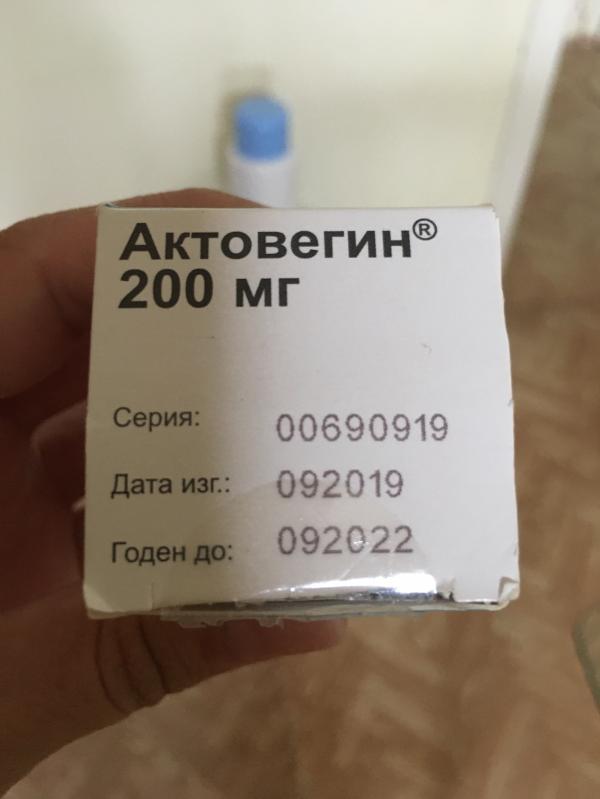 Актовегин®
200 мг
Серия: 00690919
Дата изг.: 092019
Годен до: 092022